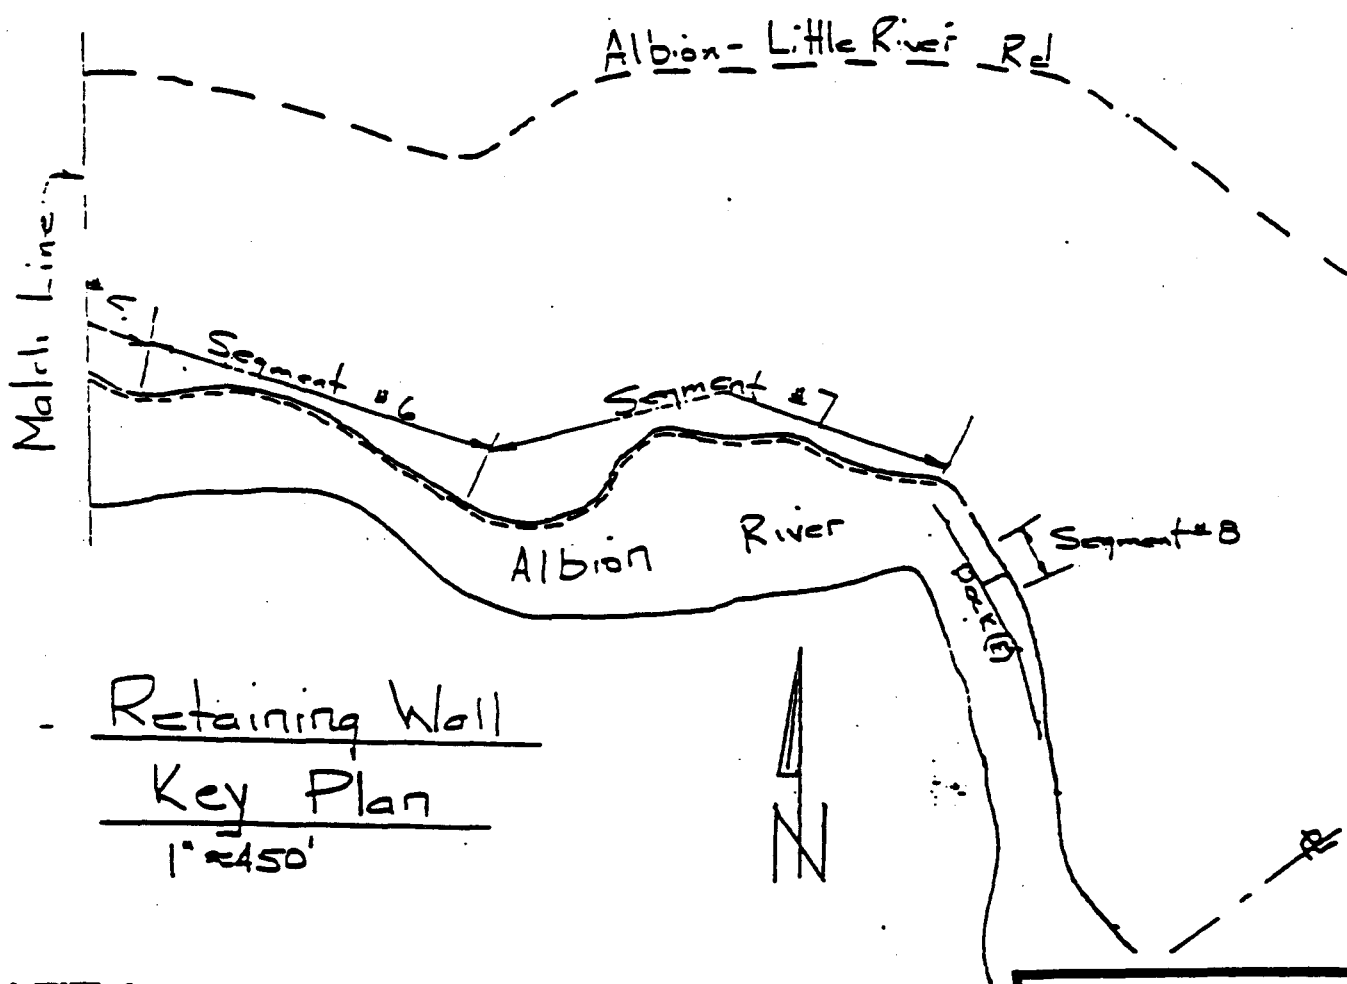 Albion - Little River Rd
Match Line
#5
Segment #6
Segment #7
Segment #8
Albion River
Dock
Retaining Wall
Key Plan
1" ≈ 450'
N